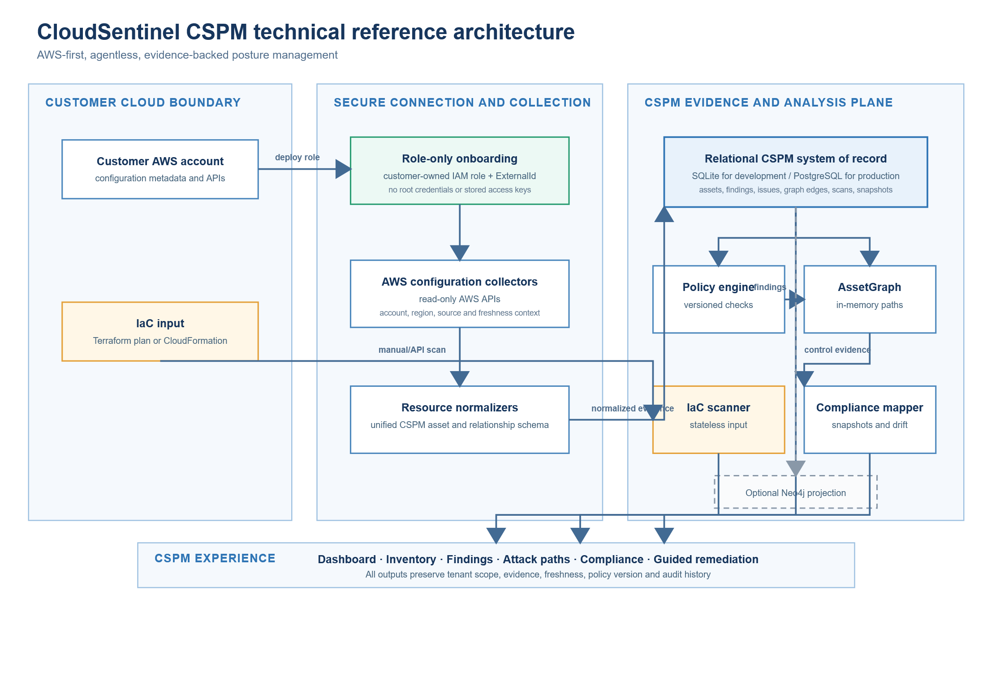 CloudSentinel CSPM technical reference architecture
AWS-first, agentless, evidence-backed posture management
CUSTOMER CLOUD BOUNDARY
Customer AWS account
configuration metadata and APIs
deploy role
IaC input
Terraform plan or CloudFormation
SECURE CONNECTION AND COLLECTION
Role-only onboarding
customer-owned IAM role + ExternalId
no root credentials or stored access keys
AWS configuration collectors
read-only AWS APIs
account, region, source and freshness context
manual/API scan
Resource normalizers
unified CSPM asset and relationship schema
normalized evidence
CSPM EVIDENCE AND ANALYSIS PLANE
Relational CSPM system of record
SQLite for development / PostgreSQL for production
assets, findings, issues, graph edges, scans, snapshots
Policy engine
versioned checks
findings
AssetGraph
in-memory paths
control evidence
IaC scanner
stateless input
Compliance mapper
snapshots and drift
Optional Neo4j projection
CSPM EXPERIENCE
Dashboard · Inventory · Findings · Attack paths · Compliance · Guided remediation
All outputs preserve tenant scope, evidence, freshness, policy version and audit history